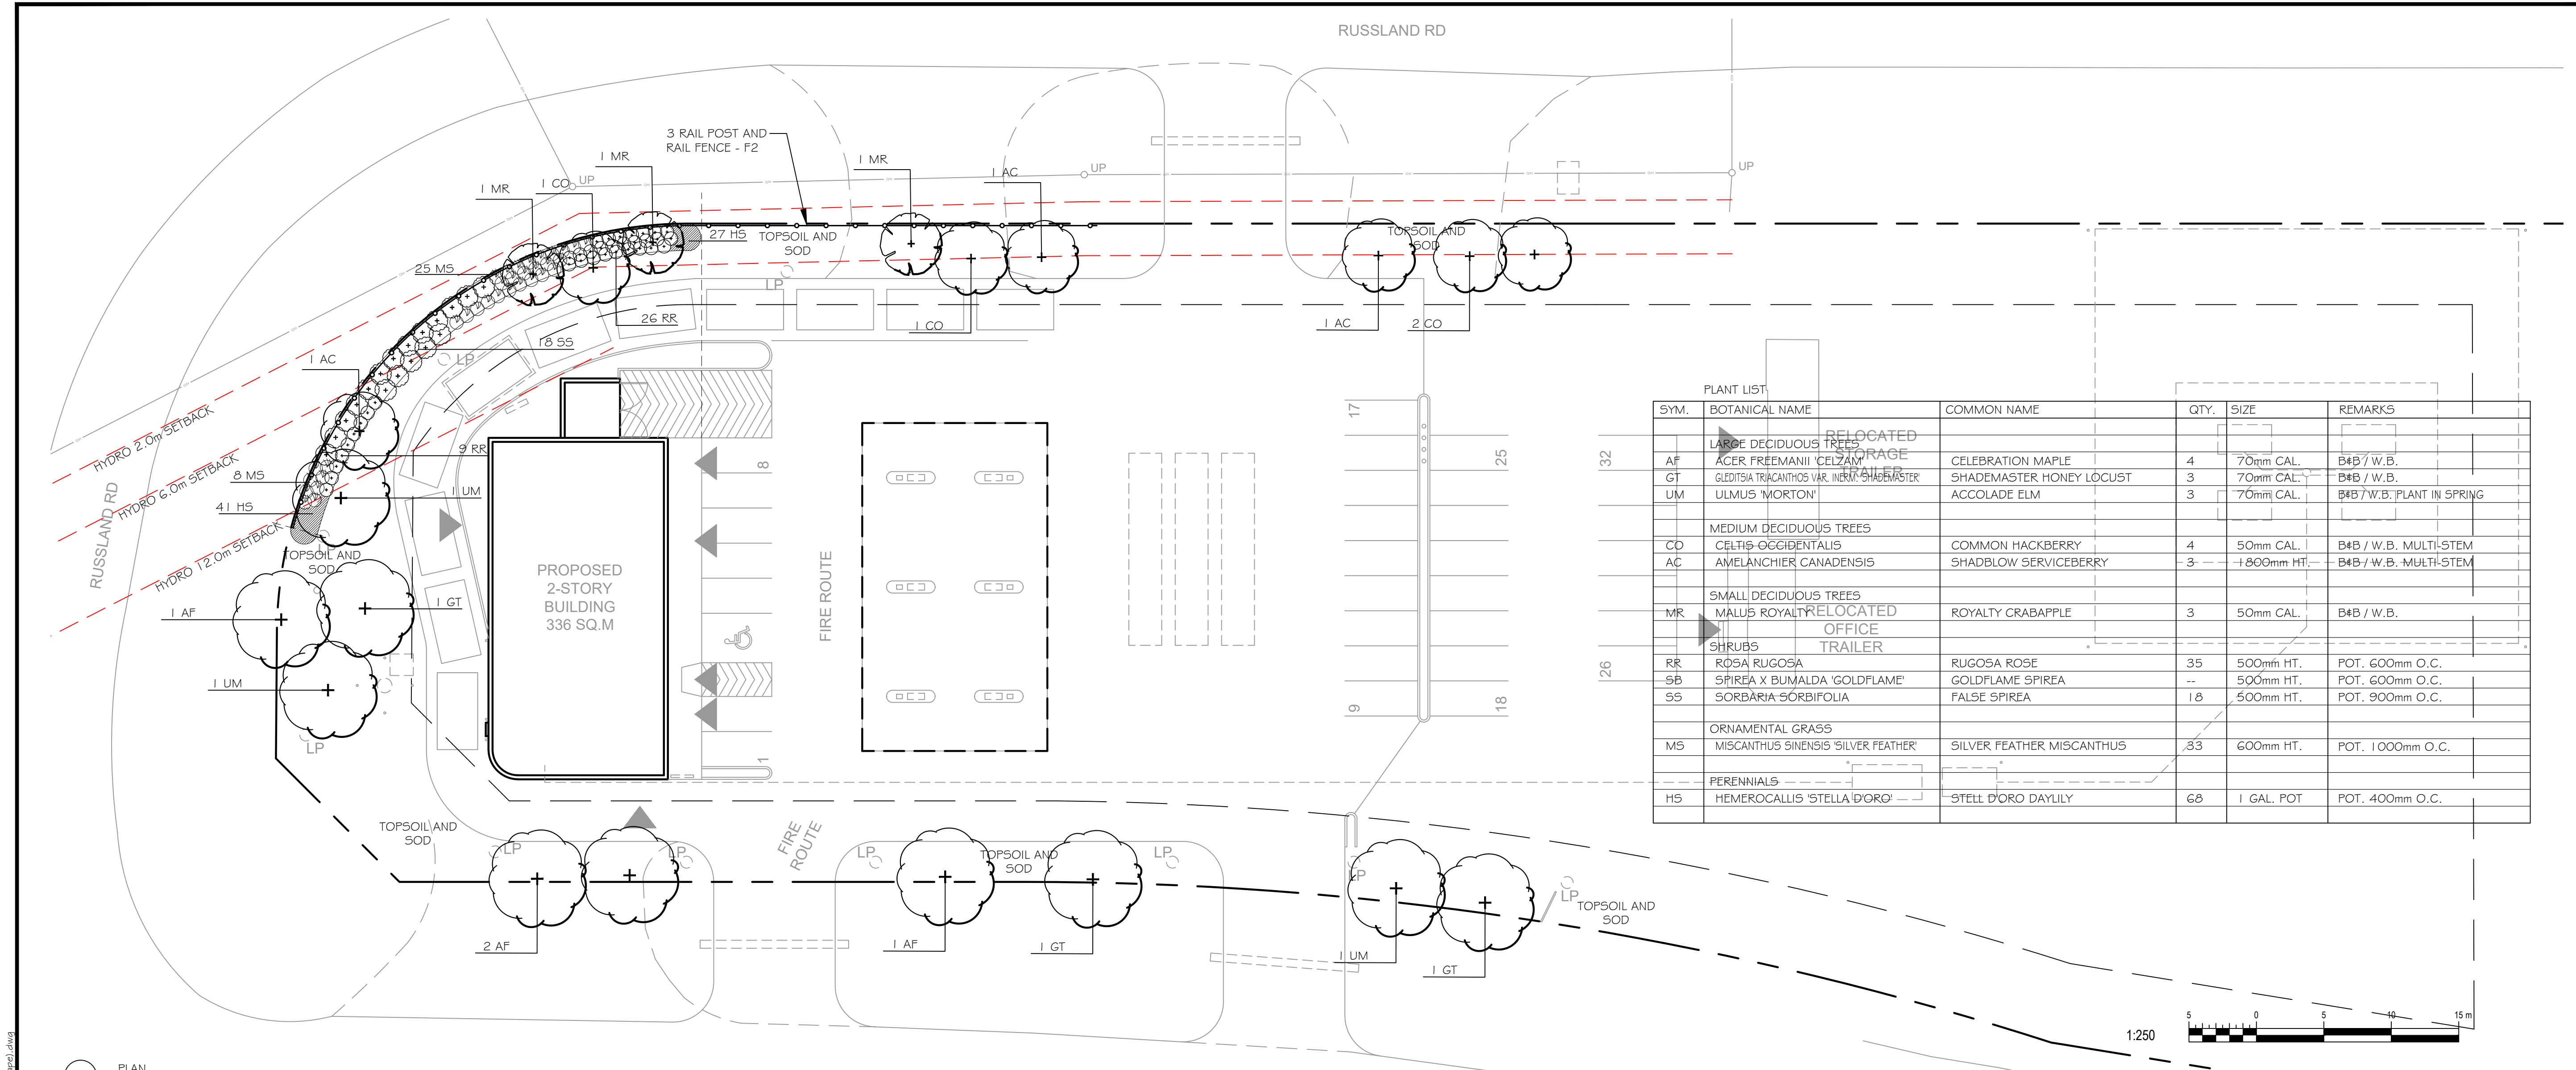 RUSSLAND RD
3 RAIL POST AND
RAIL FENCE - F2
1 MR
1 MR
1 CO
UP
UP
UP
1 MR
1 AC
27 HS
TOPSOIL AND
SOD
TOPSOIL AND
SOD
25 MS
LP
26 RR
1 CO
1 AC
2 CO
18 SS
LP
1 AC
HYDRO 2.0m SETBACK
HYDRO 6.0m SETBACK
HYDRO 12.0m SETBACK
RUSSLAND RD
9 RR
8 MS
1 UM
41 HS
TOPSOIL AND
SOD
1 AF
1 GT
1 UM
LP
PROPOSED
2-STORY
BUILDING
336 SQ.M
8
1
FIRE ROUTE
17
9
25
18
32
26
RELOCATED
STORAGE
TRAILER
RELOCATED
OFFICE
TRAILER
PLANT LIST
SYM. BOTANICAL NAME COMMON NAME QTY. SIZE REMARKS
LARGE DECIDUOUS TREES
AF ACER FREEMANII 'CELZAM' CELEBRATION MAPLE 4 70mm CAL. B&B / W.B.
GT GLEDITSIA TRIACANTHOS VAR. INERM. 'SHADEMASTER' SHADEMASTER HONEY LOCUST 3 70mm CAL. B&B / W.B.
UM ULMUS 'MORTON' ACCOLADE ELM 3 70mm CAL. B&B / W.B. PLANT IN SPRING
MEDIUM DECIDUOUS TREES
CO CELTIS OCCIDENTALIS COMMON HACKBERRY 4 50mm CAL. B&B / W.B. MULTI-STEM
AC AMELANCHIER CANADENSIS SHADBLOW SERVICEBERRY 3 1800mm HT. B&B / W.B. MULTI-STEM
SMALL DECIDUOUS TREES
MR MALUS ROYALTY ROYALTY CRABAPPLE 3 50mm CAL. B&B / W.B.
SHRUBS
RR ROSA RUGOSA RUGOSA ROSE 35 500mm HT. POT. 600mm O.C.
SB SPIREA X BUMALDA 'GOLDFLAME' GOLDFLAME SPIREA -- 500mm HT. POT. 600mm O.C.
SS SORBARIA SORBIFOLIA FALSE SPIREA 18 500mm HT. POT. 900mm O.C.
ORNAMENTAL GRASS
MS MISCANTHUS SINENSIS 'SILVER FEATHER' SILVER FEATHER MISCANTHUS 33 600mm HT. POT. 1000mm O.C.
PERENNIALS
HS HEMEROCALLIS 'STELLA D'ORO' STELL D'ORO DAYLILY 68 1 GAL. POT POT. 400mm O.C.
TOPSOIL AND
SOD
LP
LP
FIRE
ROUTE
LP
TOPSOIL AND
SOD
LP
LP
LP
TOPSOIL AND
SOD
2 AF
1 AF
1 GT
1 UM
1 GT
1:250
5 0 5 10 15 m
PLAN